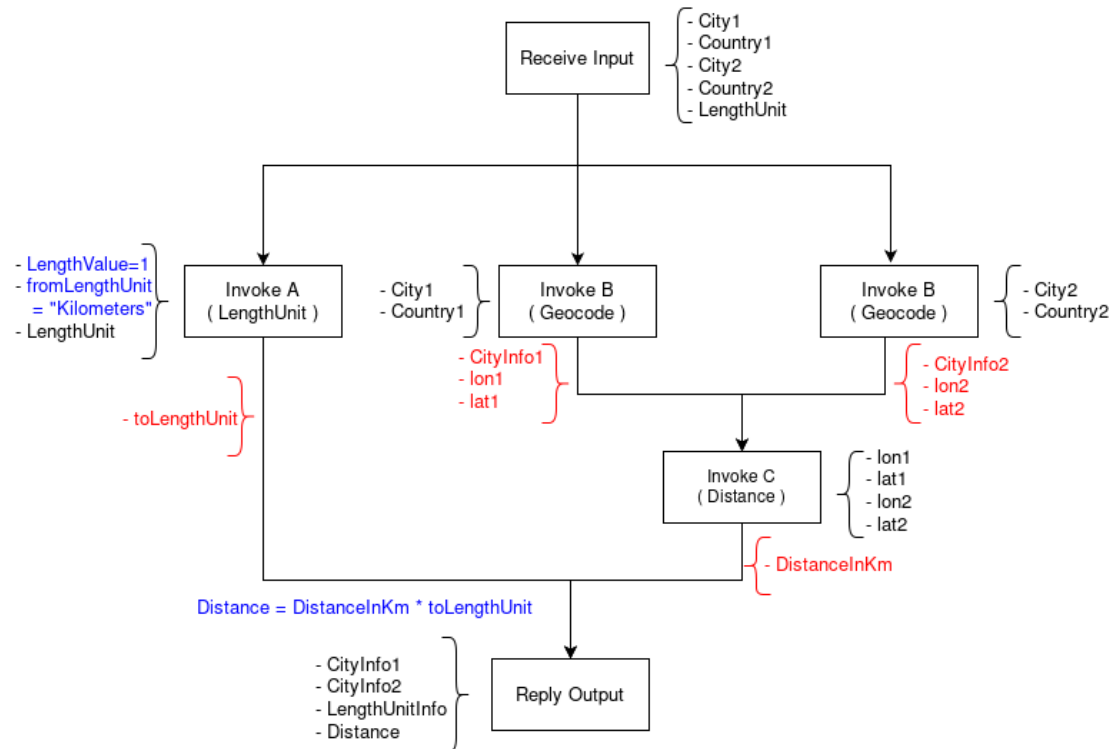 Receive Input
- City1
- Country1
- City2
- Country2
- LengthUnit
- LengthValue=1
- fromLengthUnit
= "Kilometers"
- LengthUnit
Invoke A
( LengthUnit )
- City1
- Country1
Invoke B
( Geocode )
Invoke B
( Geocode )
- City2
- Country2
- toLengthUnit
- CityInfo1
- lon1
- lat1
- CityInfo2
- lon2
- lat2
Invoke C
( Distance )
- lon1
- lat1
- lon2
- lat2
- DistanceInKm
Distance = DistanceInKm * toLengthUnit
- CityInfo1
- CityInfo2
- LengthUnitInfo
- Distance
Reply Output